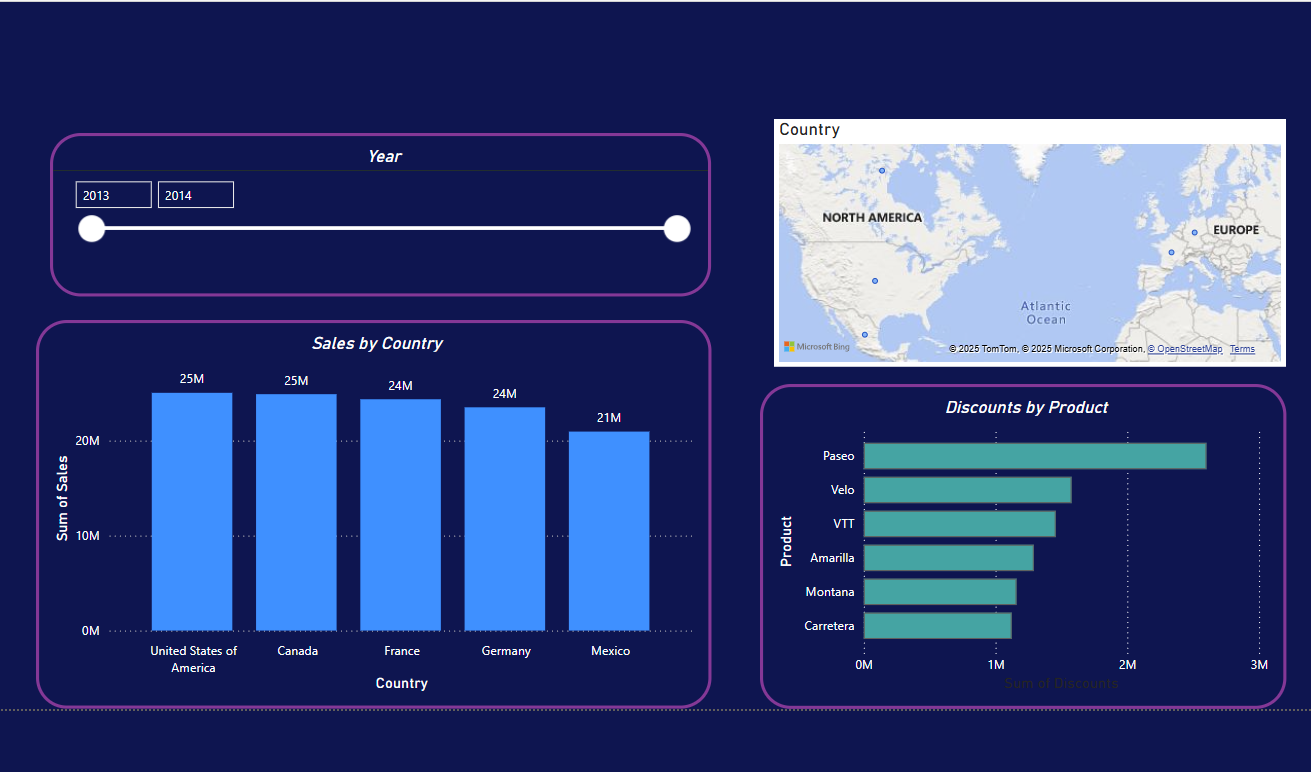 Year
2013
2014
Sales by Country
25M
25M
24M
24M
21M
20M
10M
0M
Sum of Sales
United States of
America
Canada
France
Germany
Mexico
Country
Country
NORTH AMERICA
EUROPE
Atlantic
Ocean
Microsoft Bing
© 2025 TomTom, © 2025 Microsoft Corporation, © OpenStreetMap Terms
Discounts by Product
Product
Paseo
Velo
VTT
Amarilla
Montana
Carretera
0M
1M
2M
3M
Sum of Discounts